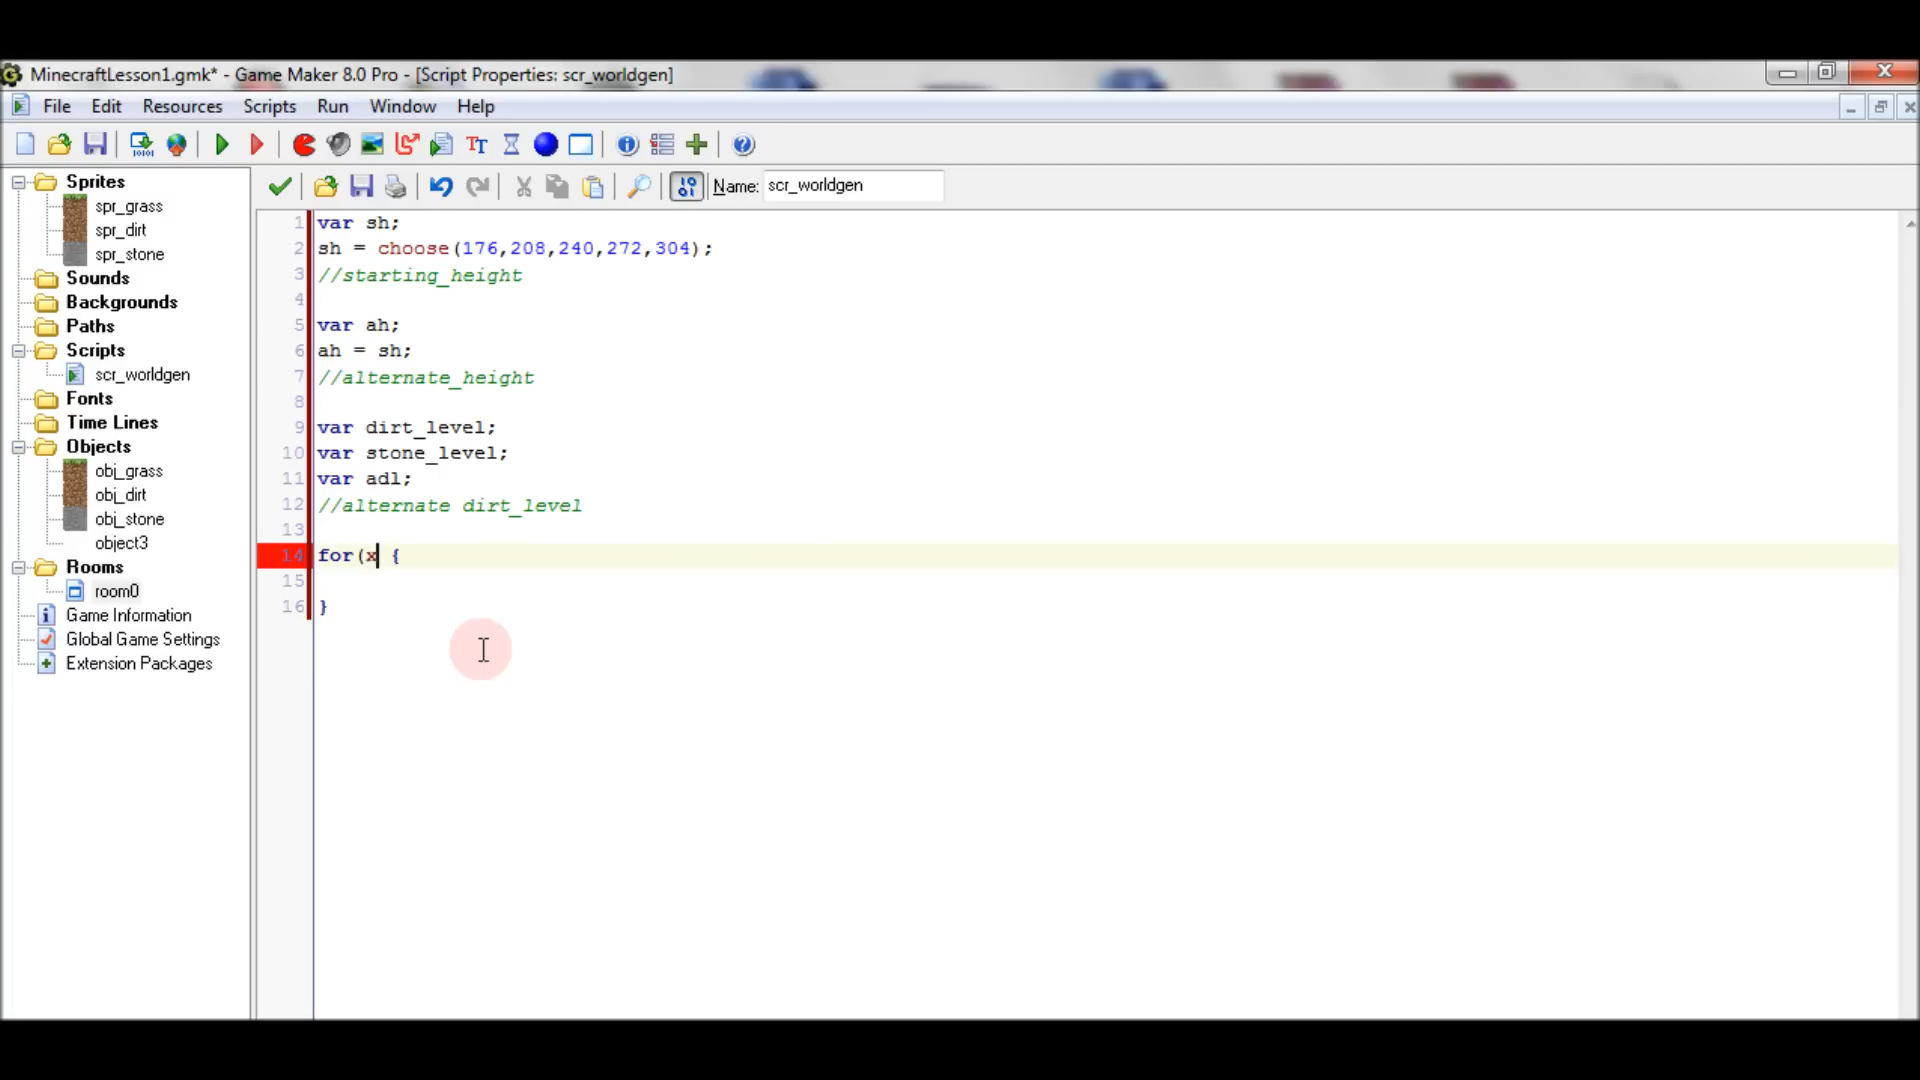 MinecraftLesson1.gmk* - Game Maker 8.0 Pro - [Script Properties: scr_worldgen]
File Edit Resources Scripts Run Window Help
Name: scr_worldgen
Sprites
spr_grass
spr_dirt
spr_stone
Sounds
Backgrounds
Paths
Scripts
scr_worldgen
Fonts
Time Lines
Objects
obj_grass
obj_dirt
obj_stone
object3
Rooms
room0
Game Information
Global Game Settings
Extension Packages
1 var sh;
2 sh = choose(176,208,240,272,304);
3 //starting_height
4
5 var ah;
6 ah = sh;
7 //alternate_height
8
9 var dirt_level;
10 var stone_level;
11 var adl;
12 //alternate dirt_level
13
14 for(x {
15
16 }